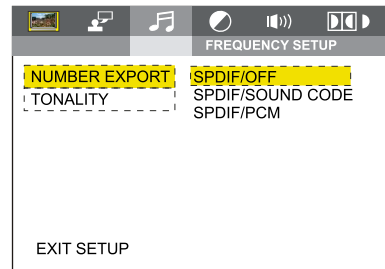 FREQUENCY SETUP
NUMBER EXPORT
TONALITY
SPDIF/OFF
SPDIF/SOUND CODE
SPDIF/PCM
EXIT SETUP